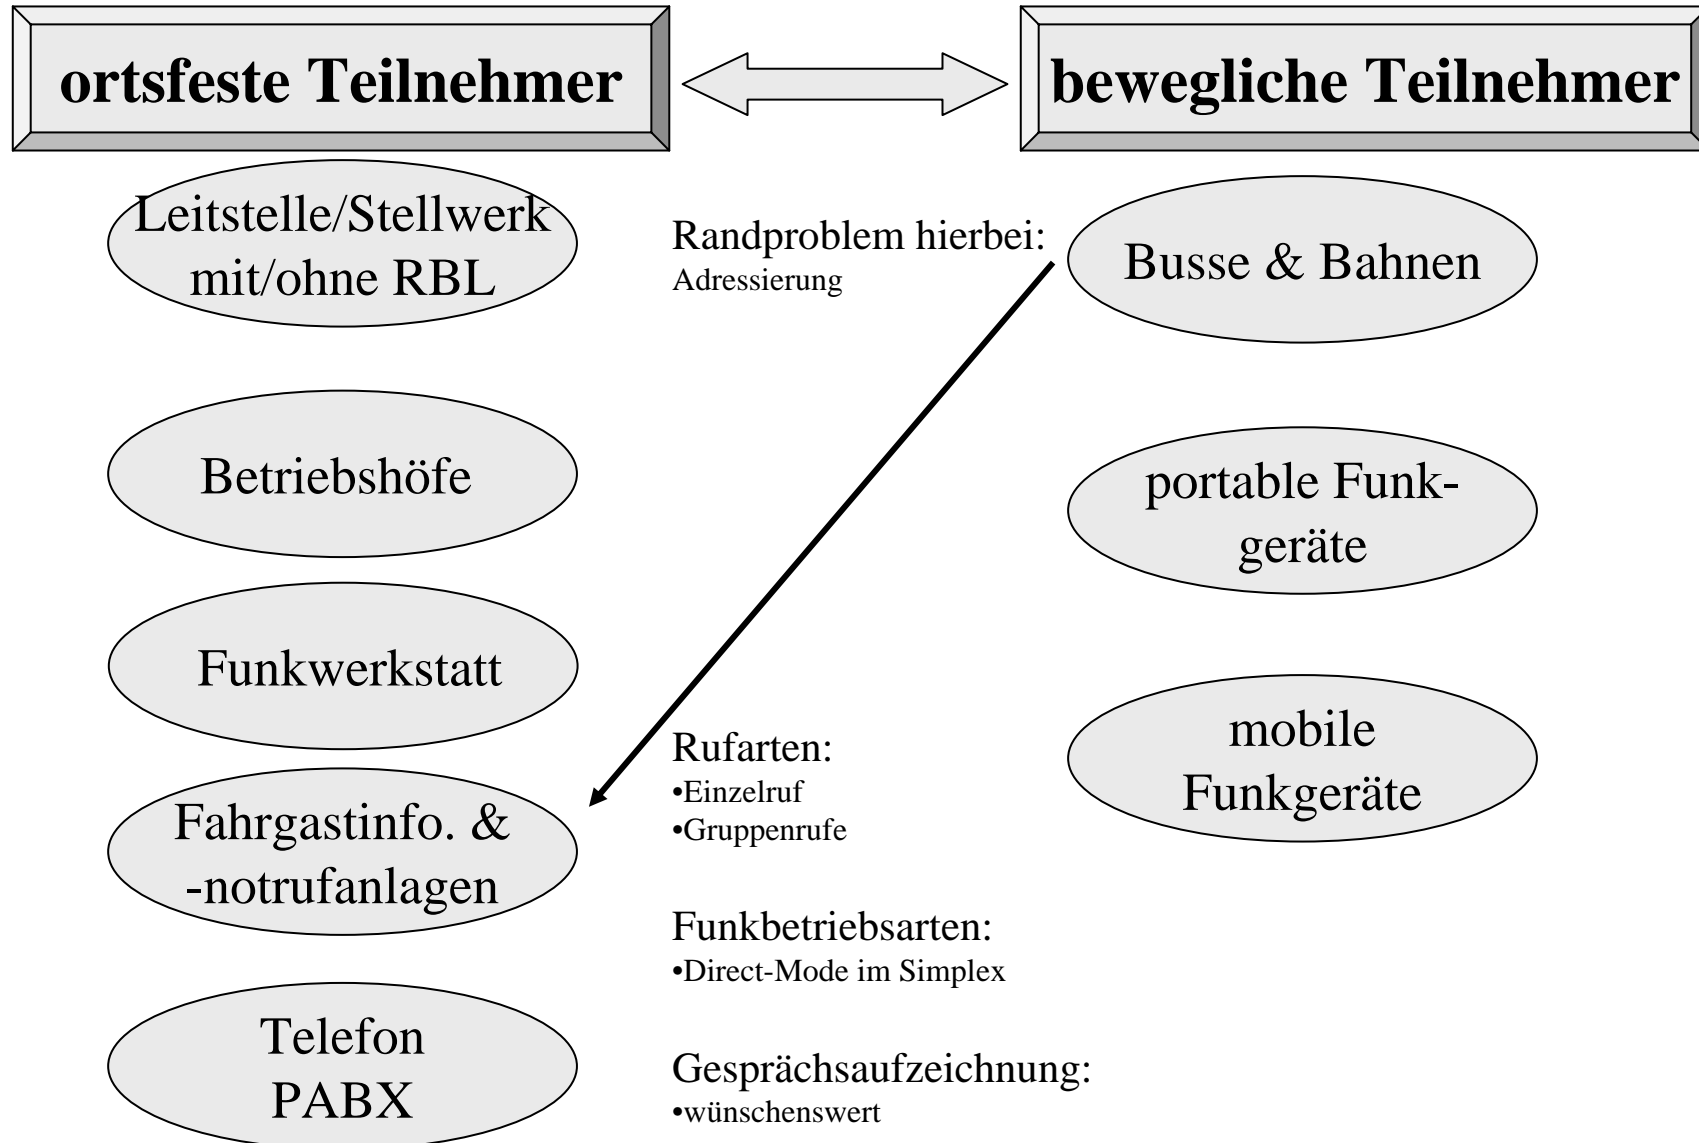 ortsfeste Teilnehmer
bewegliche Teilnehmer
Leitstelle/Stellwerk
mit/ohne RBL
Betriebshöfe
Funkwerkstatt
Fahrgastinfo. &
-notrufanlagen
Telefon
PABX
Randproblem hierbei:
Adressierung
Rufarten:
•Einzelruf
•Gruppenrufe
Funkbetriebsarten:
•Direct-Mode im Simplex
Gesprächsaufzeichnung:
•wünschenswert
Busse & Bahnen
portable Funk-
geräte
mobile
Funkgeräte